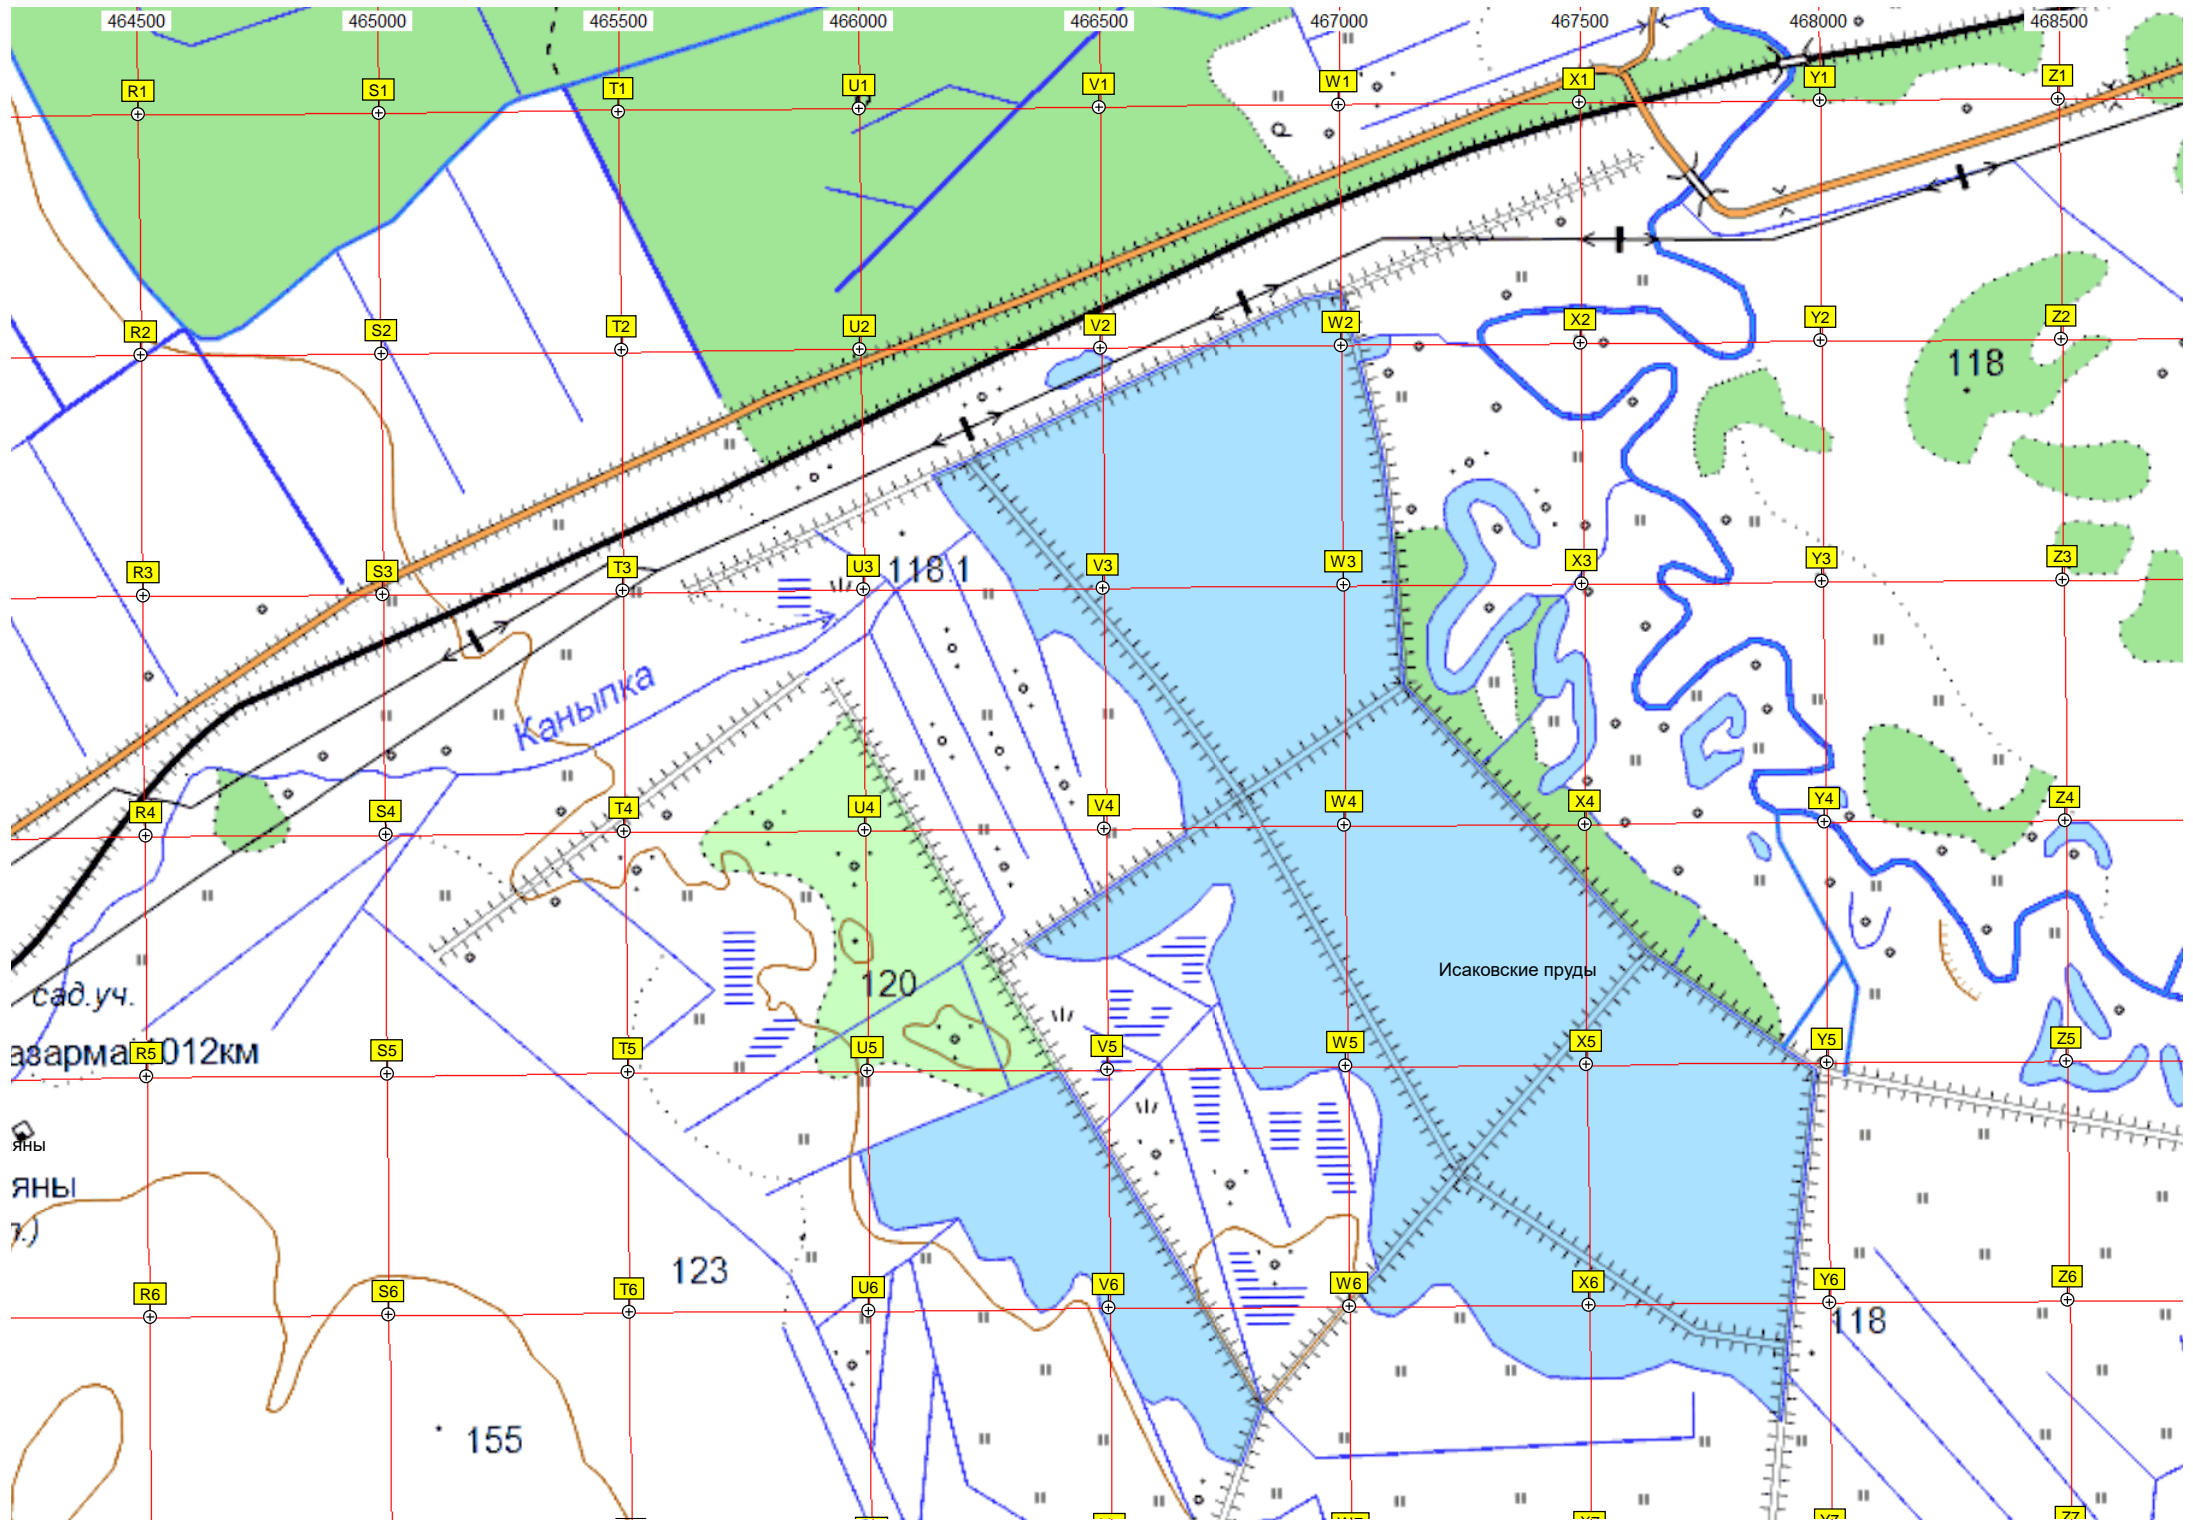 464500 465000 465500 466000 466500 467000 467500 468000 468500
R1 S1 T1 U1 V1 W1 X1 Y1 Z1
R2 S2 T2 U2 V2 W2 X2 Y2 Z2
118
R3 S3 T3 U3 V3 W3 X3 Y3 Z3
118.1
Каныпка
R4 S4 T4 U4 V4 W4 X4 Y4 Z4
Исаковские пруды
120
сад.уч.
R5 S5 T5 U5 V5 W5 X5 Y5 Z5
012км
яны
яны
123
R6 S6 T6 U6 V6 W6 X6 Y6 Z6
118
155